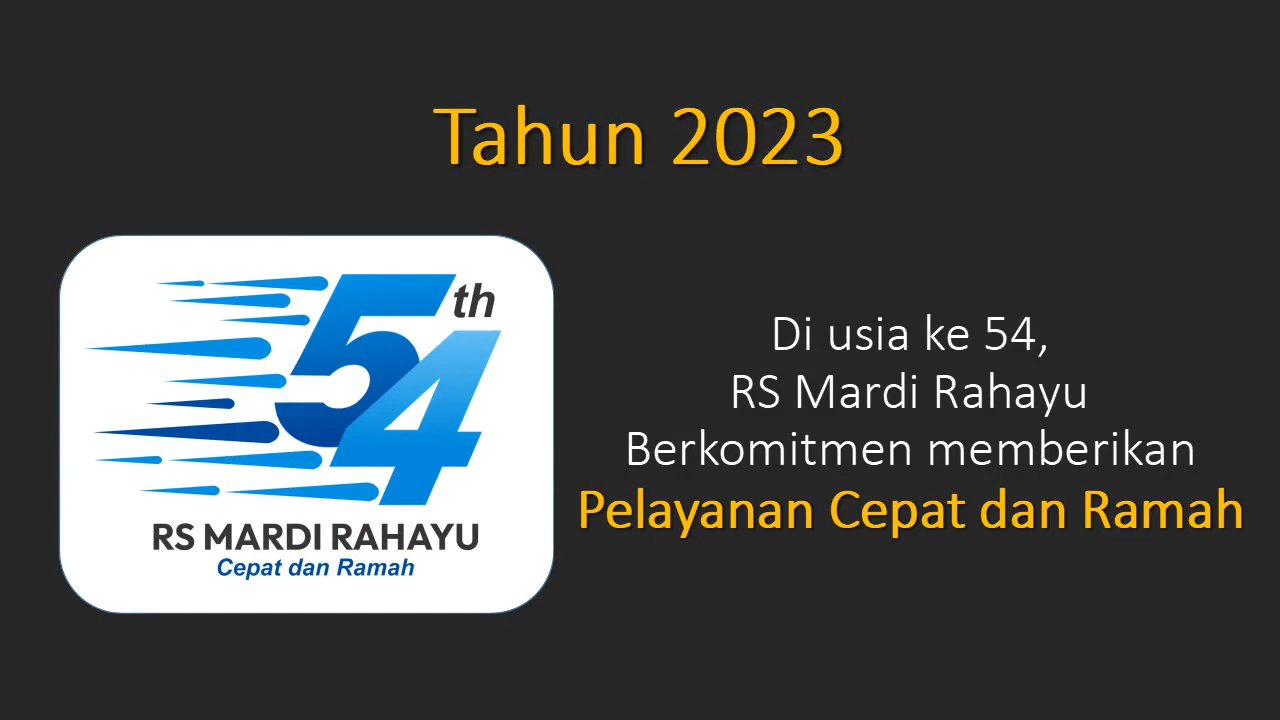 Tahun 2023
54th
RS MARDI RAHAYU
Cepat dan Ramah
Di usia ke 54,
RS Mardi Rahayu
Berkomitmen memberikan
Pelayanan Cepat dan Ramah